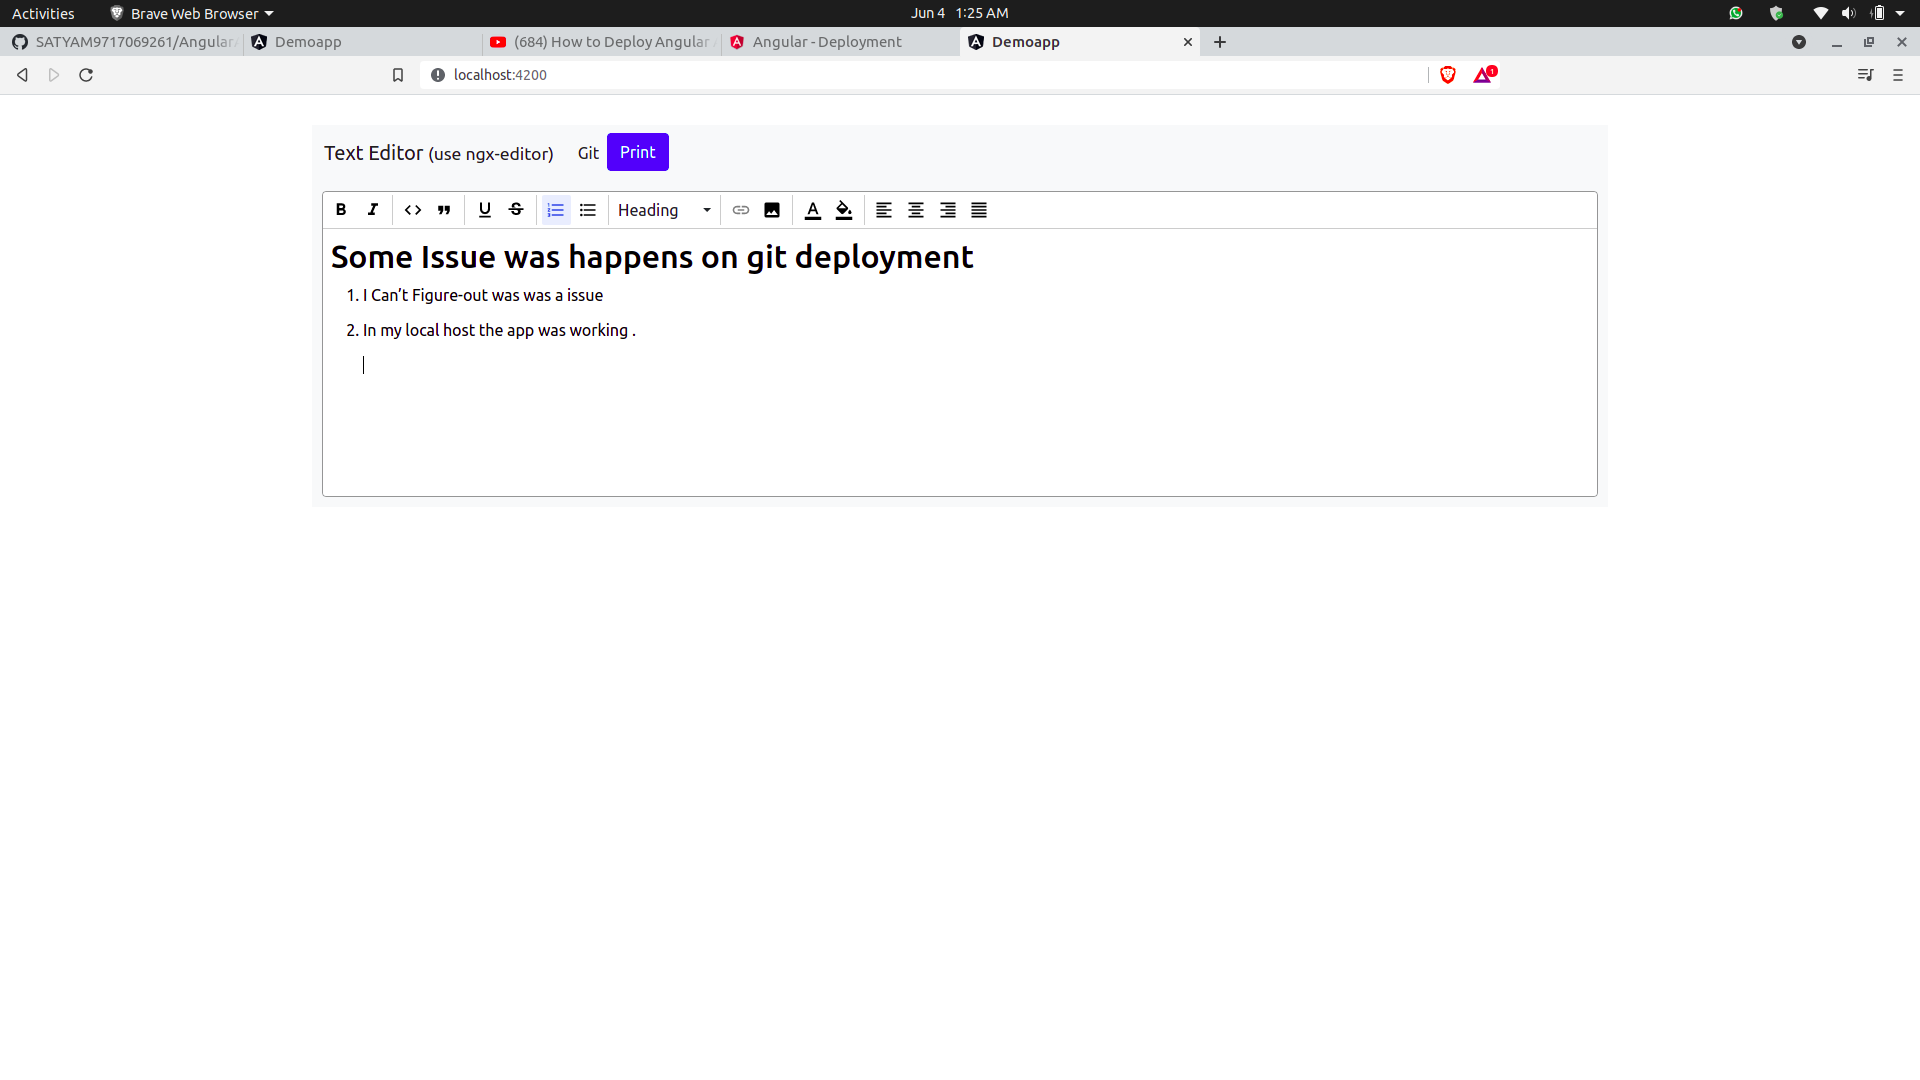 Activities Brave Web Browser Jun 4 1:25 AM
SATYAM9717069261/Angular Demoapp (684) How to Deploy Angular Angular - Deployment Demoapp
localhost:4200 1
Text Editor (use ngx-editor) Git Print
B I U S Heading A
Some Issue was happens on git deployment
1. I Can’t Figure-out was was a issue
2. In my local host the app was working .